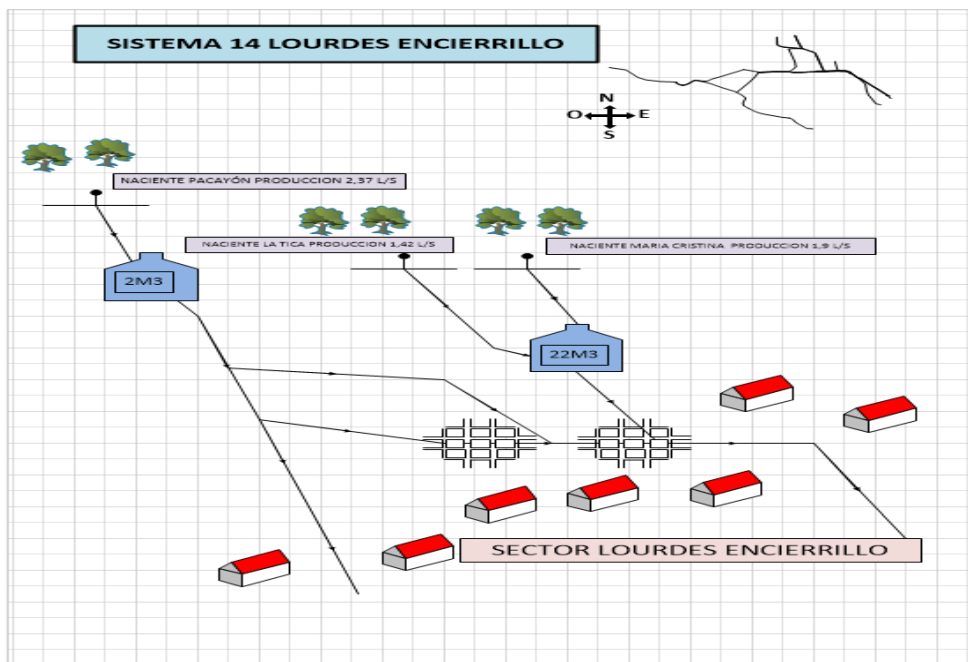 SISTEMA 14 LOURDES ENCIERRILLO
N
O E
S
NACIENTE PACAYÓN PRODUCCION 2,37 L/S
NACIENTE LA TICA PRODUCCION 1,42 L/S
NACIENTE MARIA CRISTINA PRODUCCION 1,9 L/S
2M3
22M3
SECTOR LOURDES ENCIERRILLO